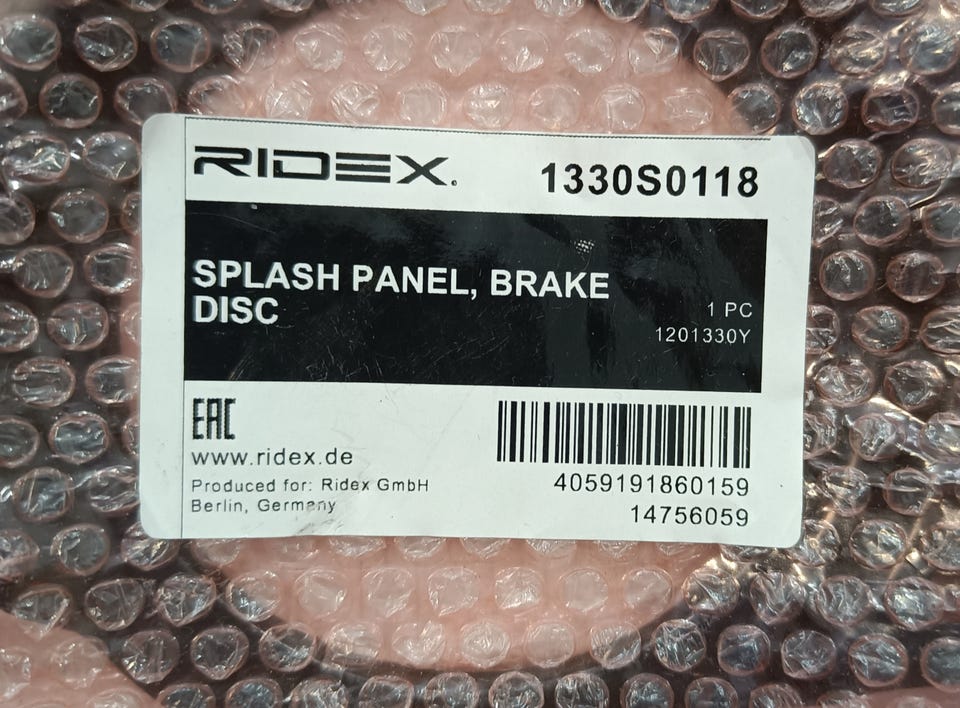 RIDEX
1330S0118
SPLASH PANEL, BRAKE
DISC
1 PC
1201330Y
EAC
www.ridex.de
Produced for: Ridex GmbH
Berlin, Germany
4059191860159
14756059